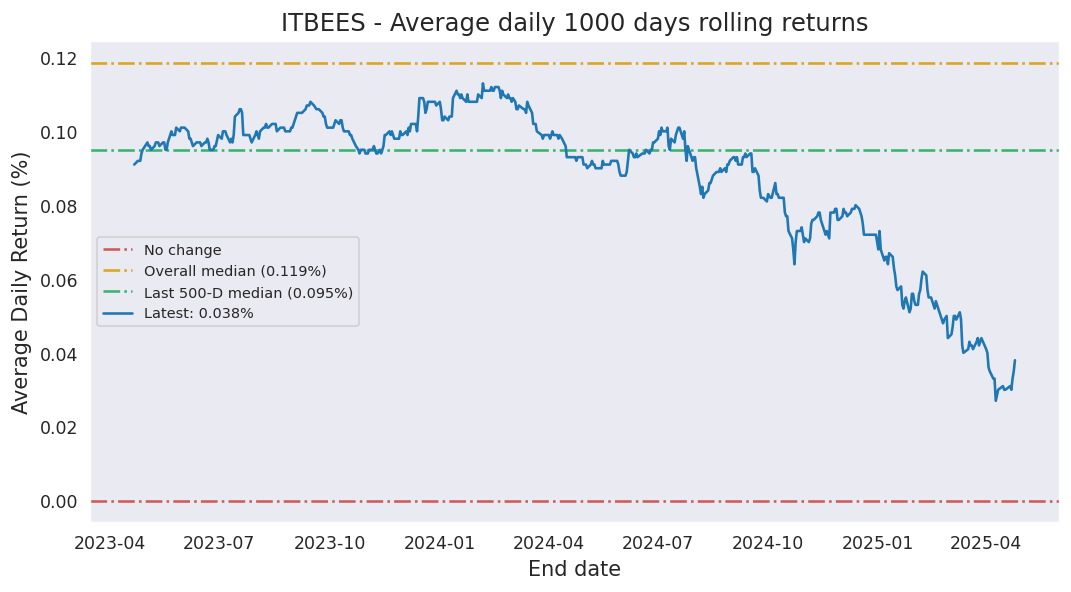 ITBEES - Average daily 1000 days rolling returns
Average Daily Return (%)
0.12
0.10
0.08
0.06
0.04
0.02
0.00
No change
Overall median (0.119%)
Last 500-D median (0.095%)
Latest: 0.038%
2023-04 2023-07 2023-10 2024-01 2024-04 2024-07 2024-10 2025-01 2025-04
End date